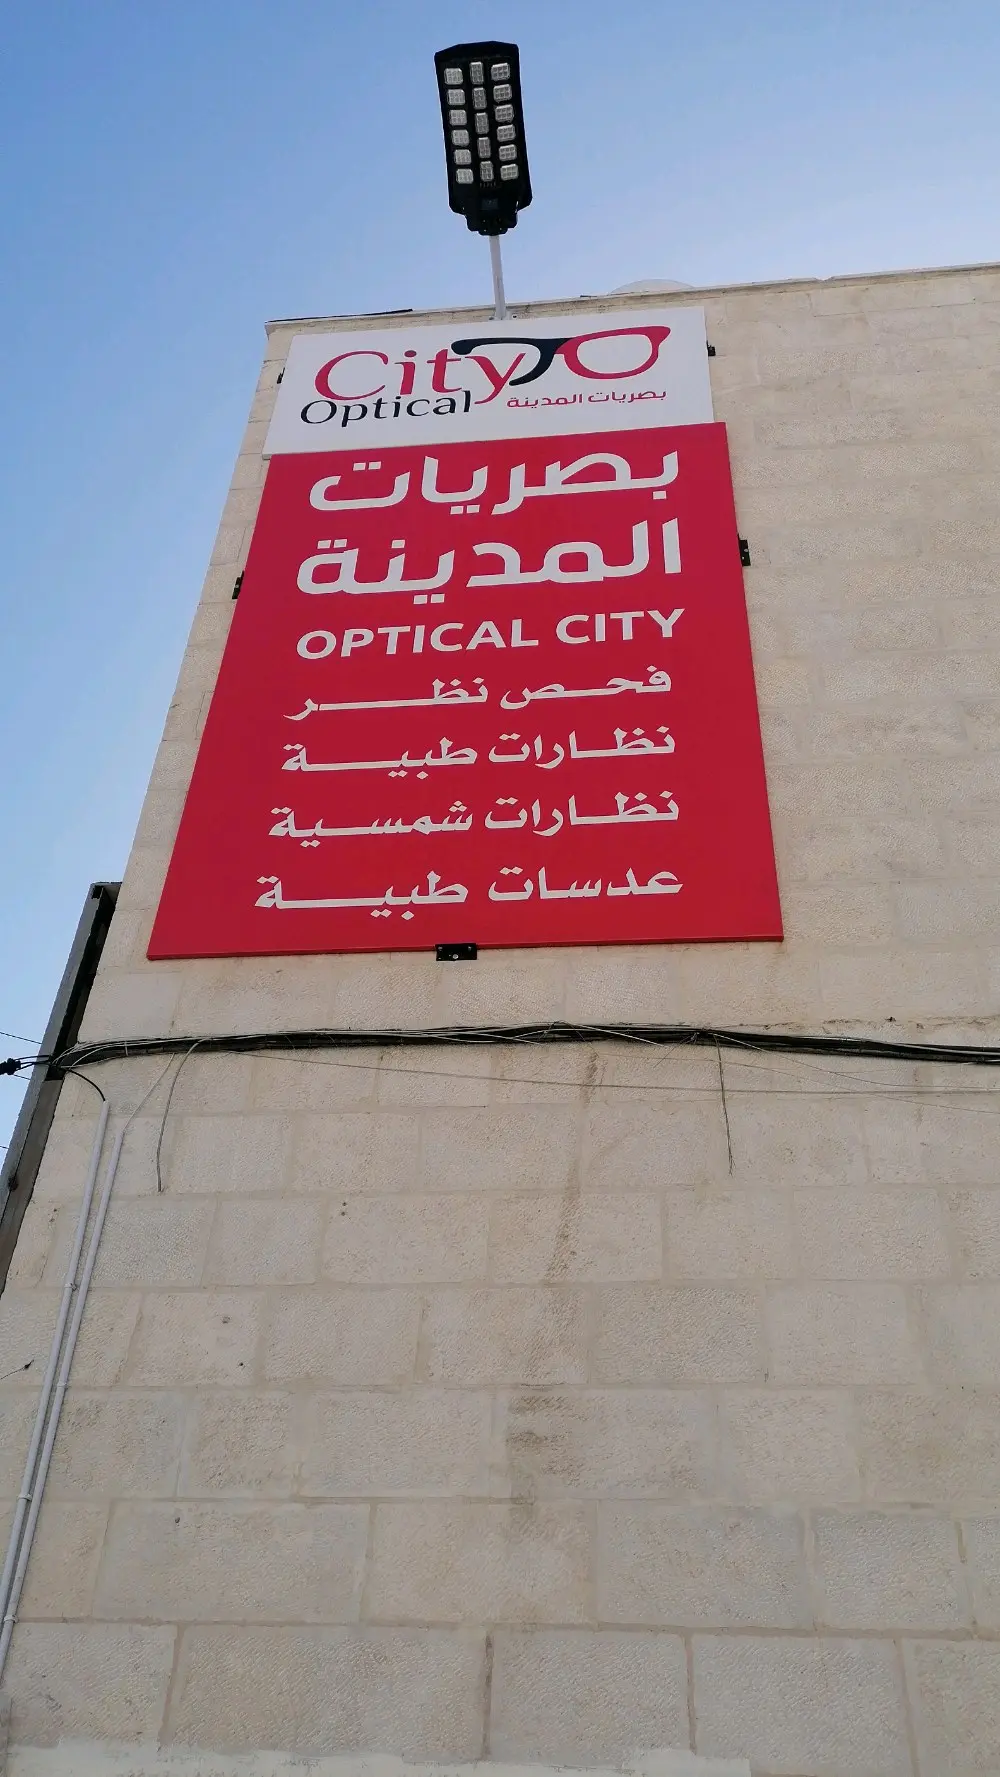 City
Optical
بصريات المدينة
بصريات
المدينة
OPTICAL CITY
فحص نظر
نظارات طبية
نظارات شمسية
عدسات طبية